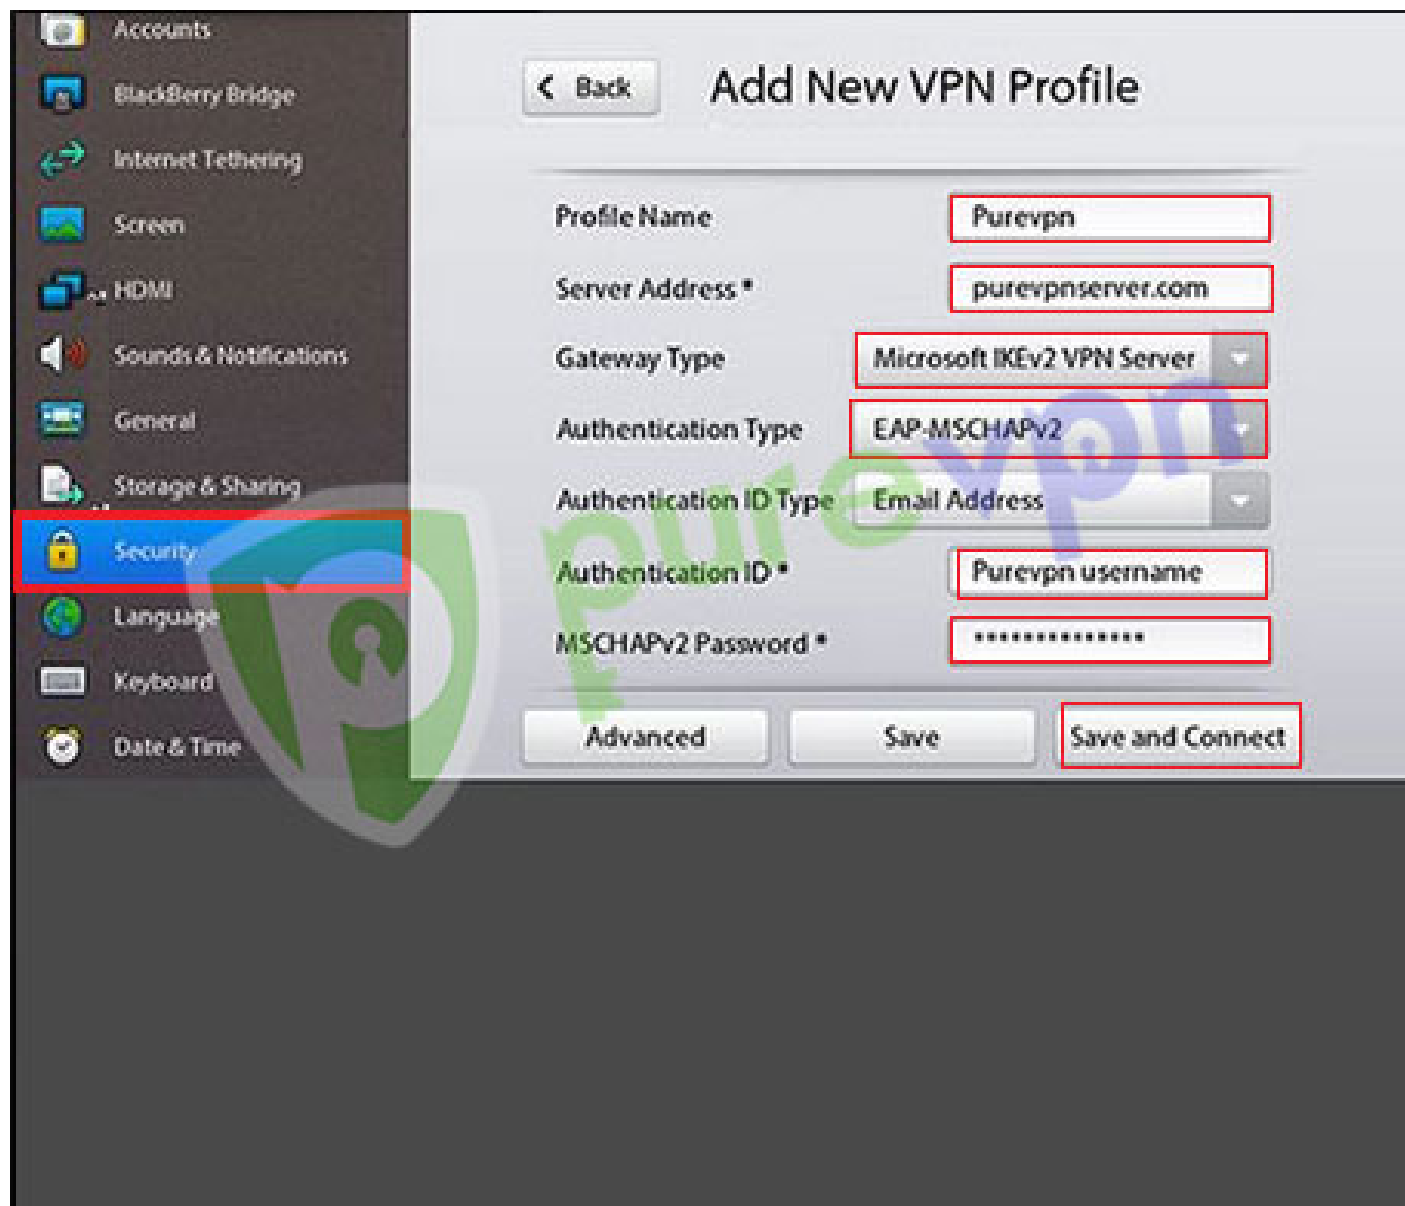 Accounts
BlackBerry Bridge
Internet Tethering
Screen
HDMI
Sounds & Notifications
General
Storage & Sharing
Security
Language
Keyboard
Date & Time
Back
Add New VPN Profile
Profile Name
Purevpn
Server Address *
purevpnserver.com
Gateway Type
Microsoft IKEv2 VPN Server
Authentication Type
EAP-MSCHAPv2
Authentication ID Type
Email Address
Authentication ID *
Purevpn username
MSCHAPv2 Password *
••••••••••••••
Advanced
Save
Save and Connect
purevpn